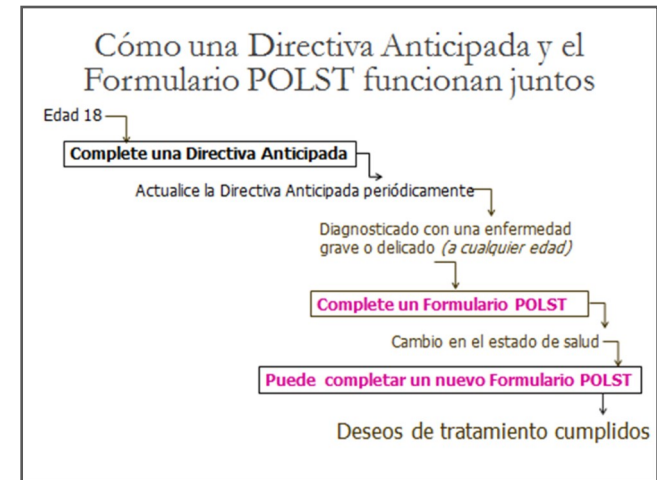 Cómo una Directiva Anticipada y el
Formulario POLST funcionan juntos
Edad 18
Complete una Directiva Anticipada
Actualice la Directiva Anticipada periódicamente
Diagnosticado con una enfermedad
grave o delicado (a cualquier edad)
Complete un Formulario POLST
Cambio en el estado de salud
Puede completar un nuevo Formulario POLST
Deseos de tratamiento cumplidos